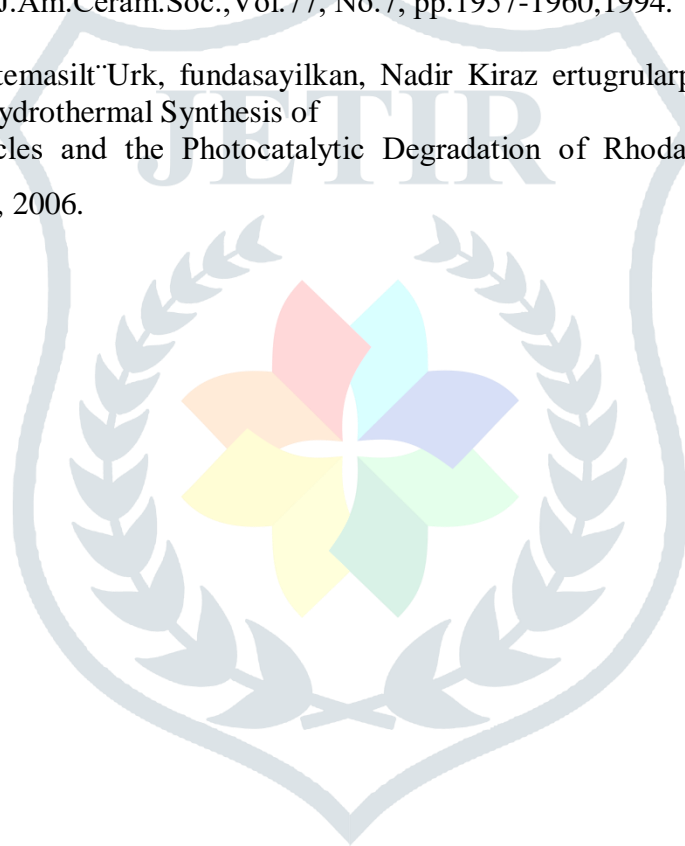 J.Am.Ceram.Soc.,Vol.77, No.7, pp.1957-1960,1994.
temasilt¨Urk, fundasayilkan, Nadir Kiraz ertugrularp
ydrothermal Synthesis of
cles and the Photocatalytic Degradation of Rhoda
, 2006.
JETIR